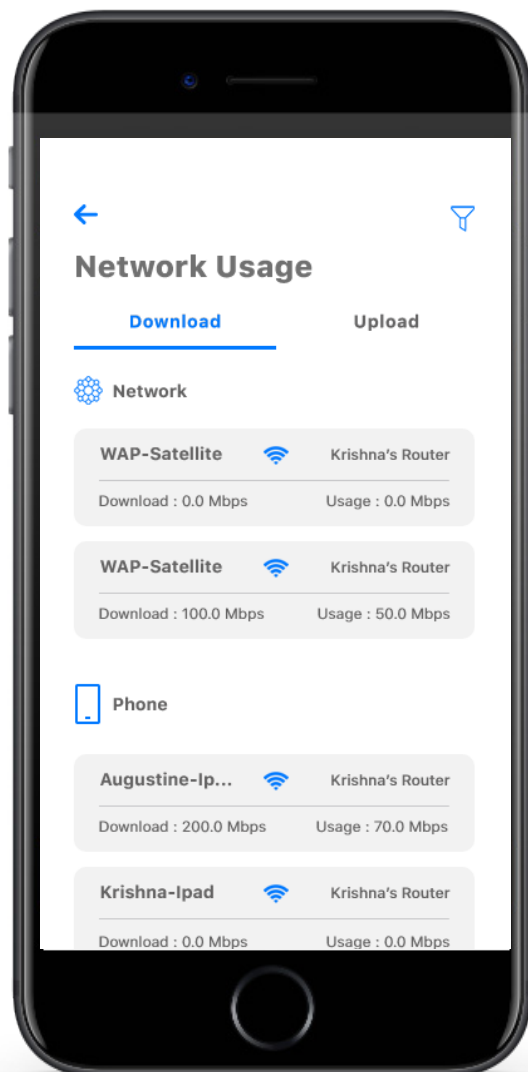 Network Usage
Download Upload
Network
WAP-Satellite Krishna’s Router
Download : 0.0 Mbps Usage : 0.0 Mbps
WAP-Satellite Krishna’s Router
Download : 100.0 Mbps Usage : 50.0 Mbps
Phone
Augustine-Ip... Krishna’s Router
Download : 200.0 Mbps Usage : 70.0 Mbps
Krishna-Ipad Krishna’s Router
Download : 0.0 Mbps Usage : 0.0 Mbps